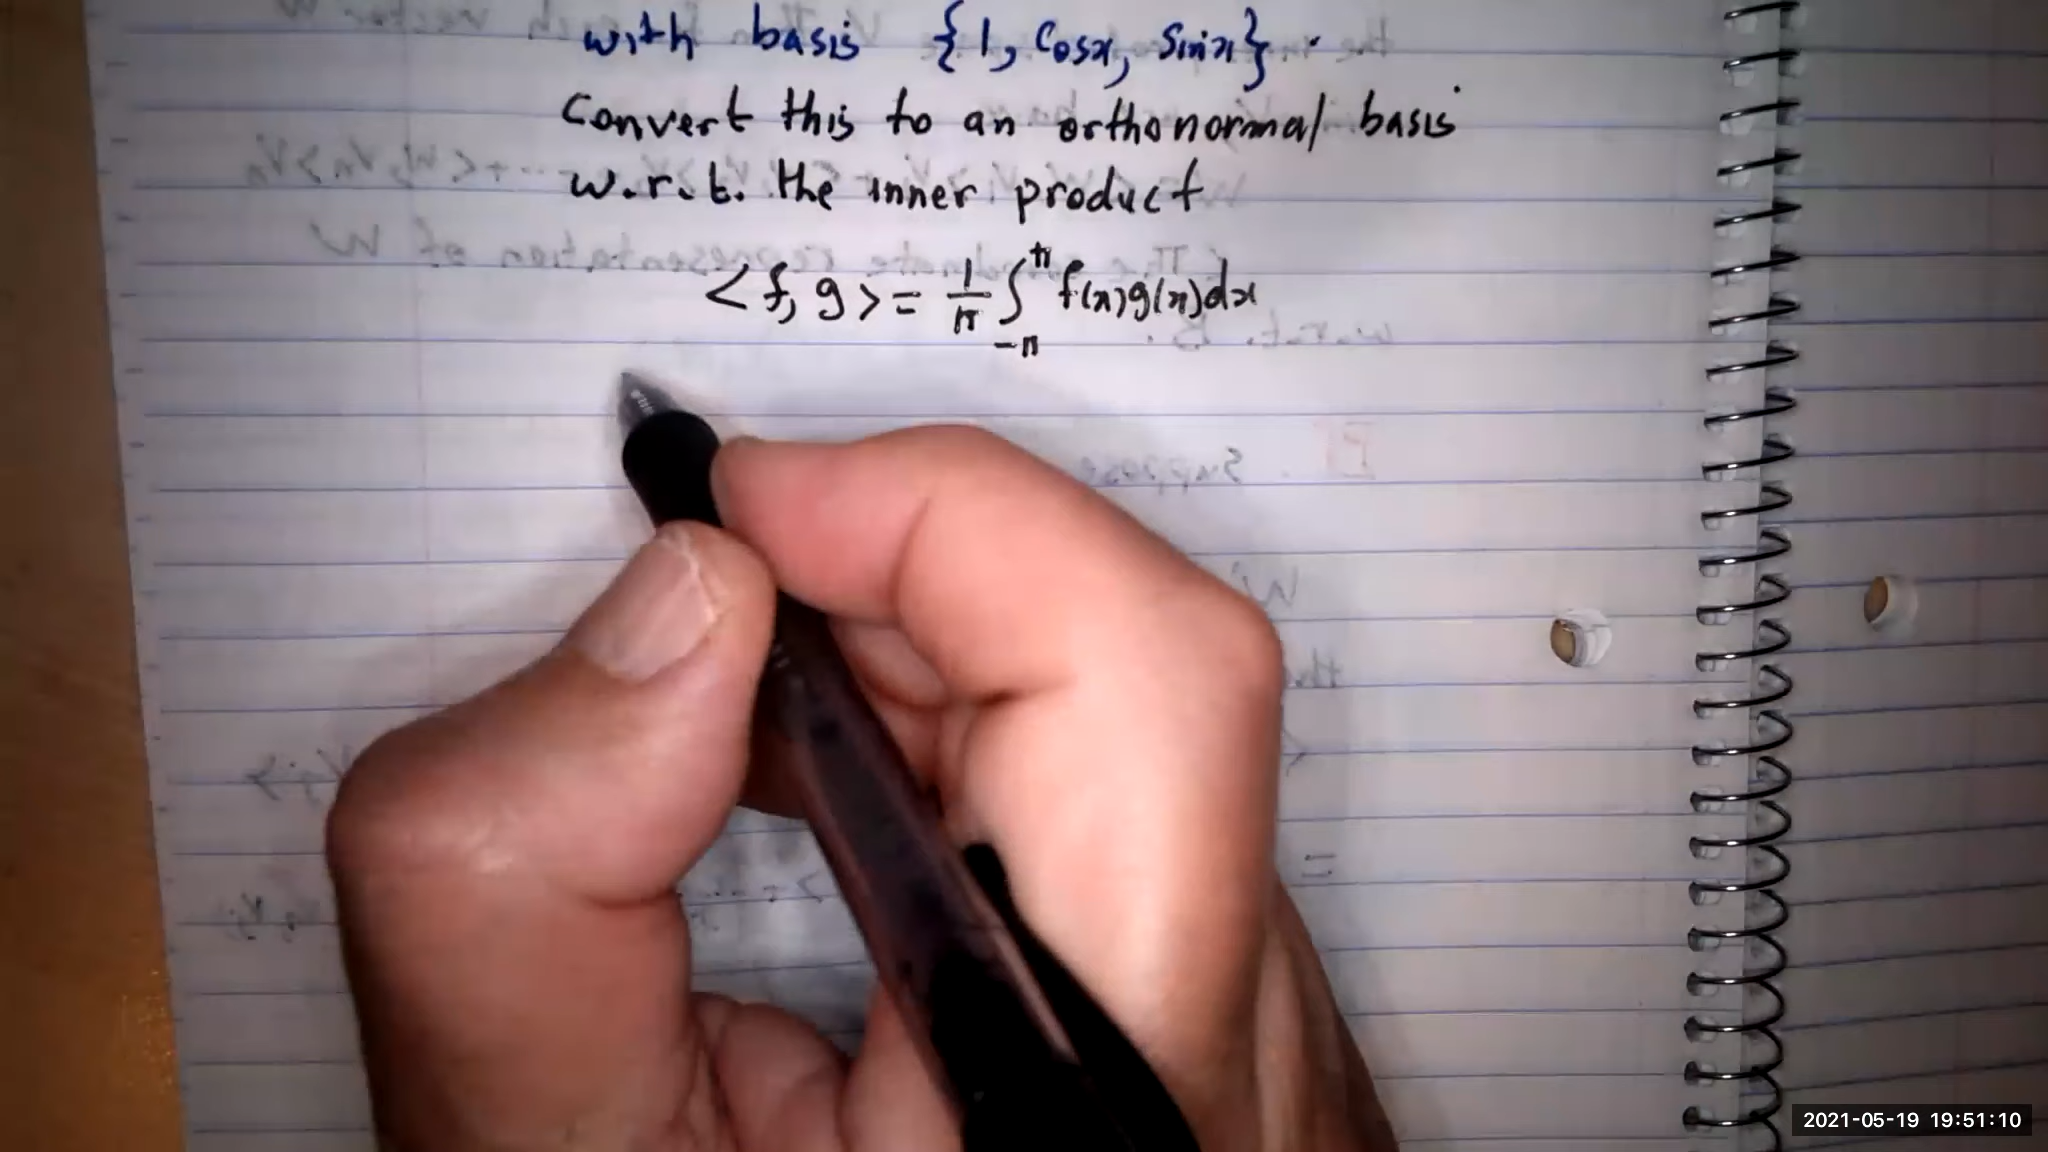 with basis {1, Cosx, Sinx}.
Convert this to an orthonormal basis
w.r.t. the inner product
<f, g> = 1/π ∫_{-π}^{π} f(x)g(x)dx
2021-05-19 19:51:10